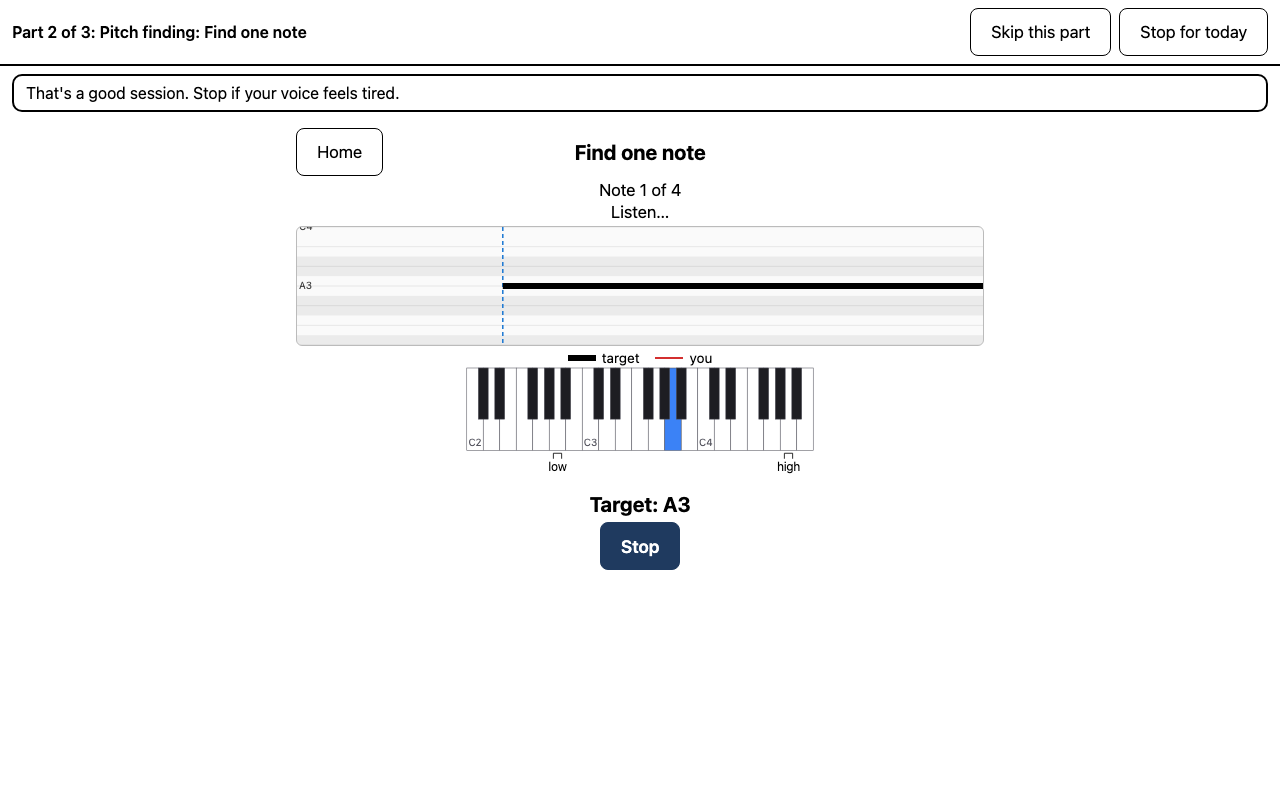 Part 2 of 3: Pitch finding: Find one note
Skip this part
Stop for today
That's a good session. Stop if your voice feels tired.
Home
Find one note
Note 1 of 4
Listen...
C4
A3
target
you
C2
C3
C4
low
high
Target: A3
Stop